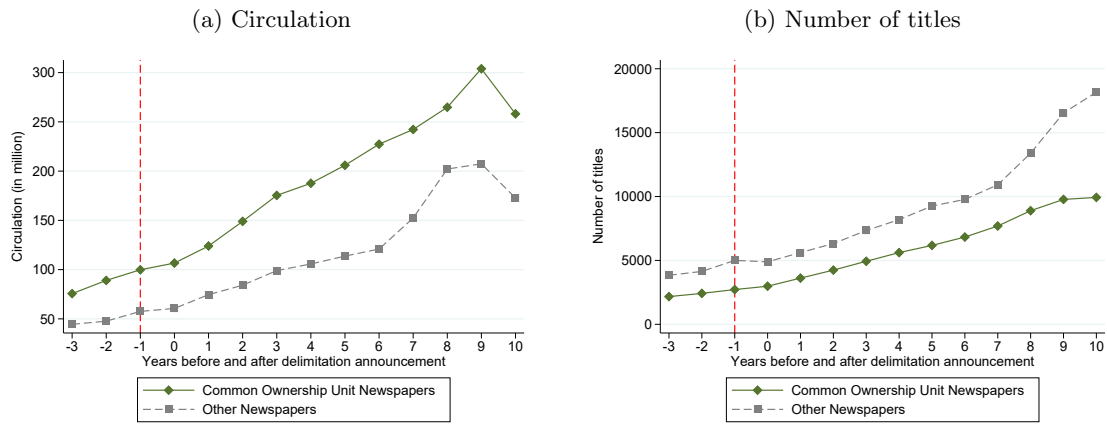 (a) Circulation
300
250
200
150
100
50
Circulation (in million)
-3 -2 -1 0 1 2 3 4 5 6 7 8 9 10
Years before and after delimitation announcement
Common Ownership Unit Newspapers
Other Newspapers
(b) Number of titles
20000
15000
10000
5000
0
Number of titles
-3 -2 -1 0 1 2 3 4 5 6 7 8 9 10
Years before and after delimitation announcement
Common Ownership Unit Newspapers
Other Newspapers